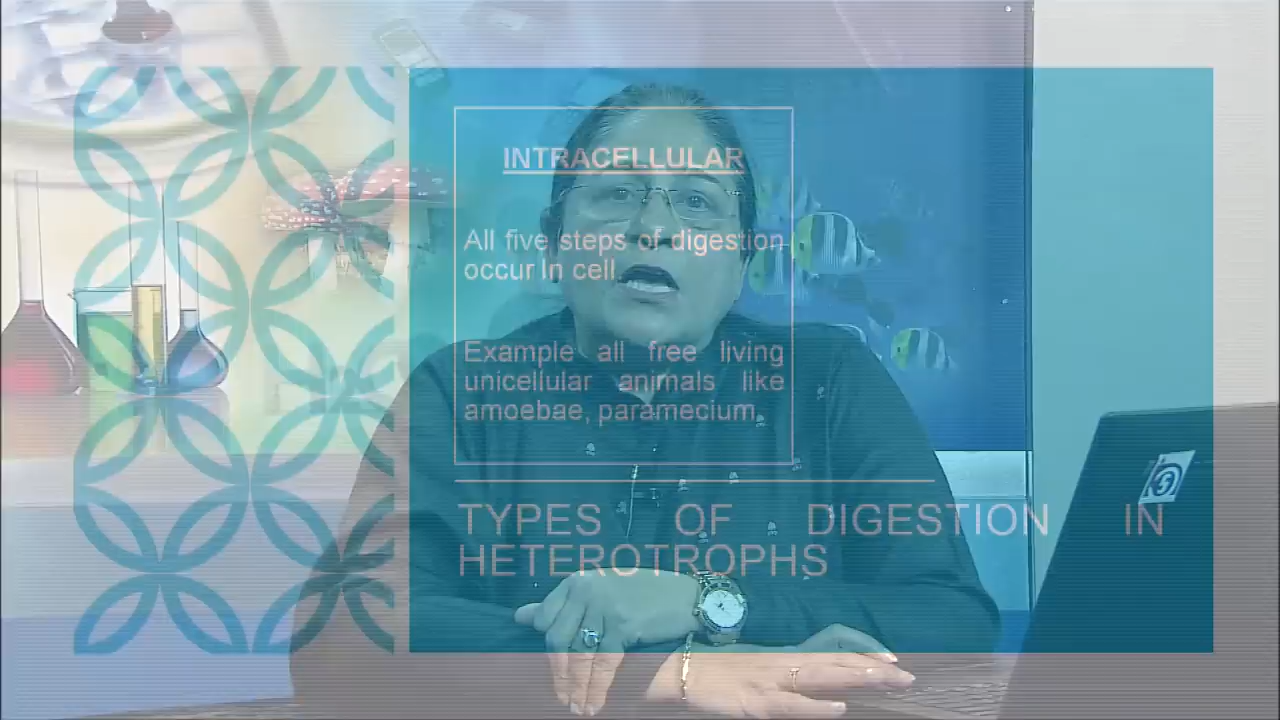 INTRACELLULAR
All five steps of digestion
occur In cell
Example all free living
unicellular animals like
amoebae, paramecium.
TYPES OF DIGESTION IN
HETEROTROPHS